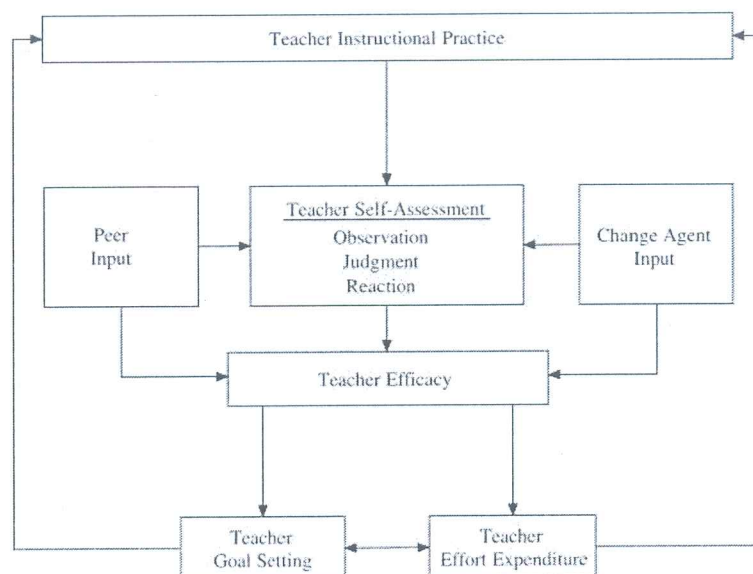 Teacher Instructional Practice
Peer
Input
Teacher Self-Assessment
Observation
Judgment
Reaction
Change Agent
Input
Teacher Efficacy
Teacher
Goal Setting
Teacher
Effort Expenditure